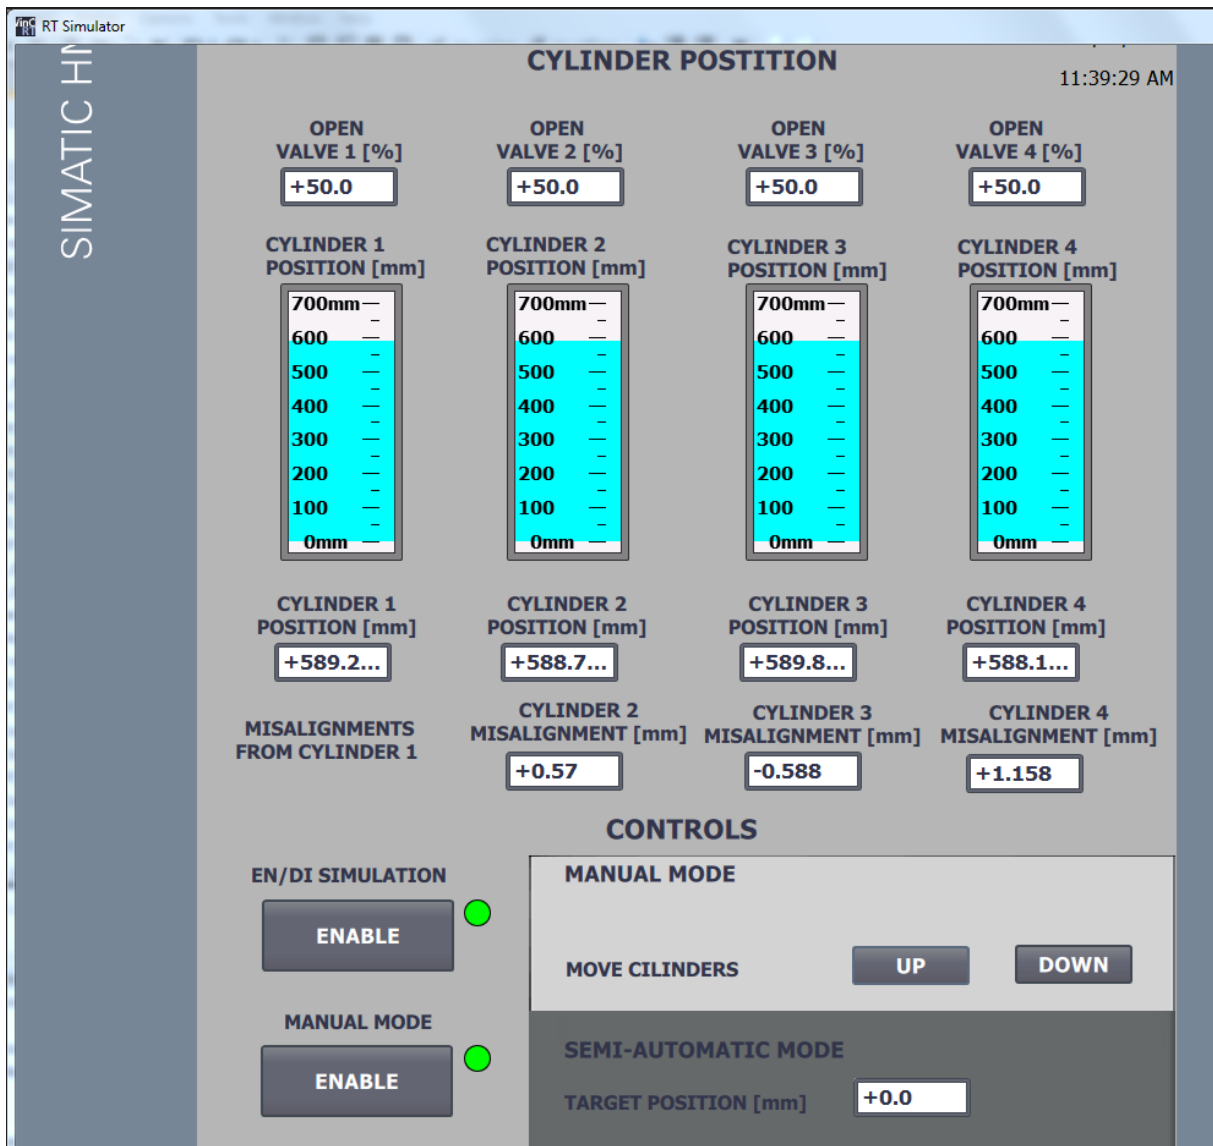 RT Simulator
SIMATIC
CYLINDER POSTITION
11:39:29 AM
OPEN
VALVE 1 [%]
OPEN
VALVE 2 [%]
OPEN
VALVE 3 [%]
OPEN
VALVE 4 [%]
+50.0
+50.0
+50.0
+50.0
CYLINDER 1
POSITION [mm]
CYLINDER 2
POSITION [mm]
CYLINDER 3
POSITION [mm]
CYLINDER 4
POSITION [mm]
700mm
600
500
400
300
200
100
0mm
700mm
600
500
400
300
200
100
0mm
700mm
600
500
400
300
200
100
0mm
700mm
600
500
400
300
200
100
0mm
CYLINDER 1
POSITION [mm]
CYLINDER 2
POSITION [mm]
CYLINDER 3
POSITION [mm]
CYLINDER 4
POSITION [mm]
+589.2...
+588.7...
+589.8...
+588.1...
MISALIGNMENTS
FROM CYLINDER 1
CYLINDER 2
MISALIGNMENT [mm]
CYLINDER 3
MISALIGNMENT [mm]
CYLINDER 4
MISALIGNMENT [mm]
+0.57
-0.588
+1.158
CONTROLS
EN/DI SIMULATION
ENABLE
MANUAL MODE
ENABLE
MANUAL MODE
MOVE CILINDERS
UP
DOWN
SEMI-AUTOMATIC MODE
TARGET POSITION [mm]
+0.0